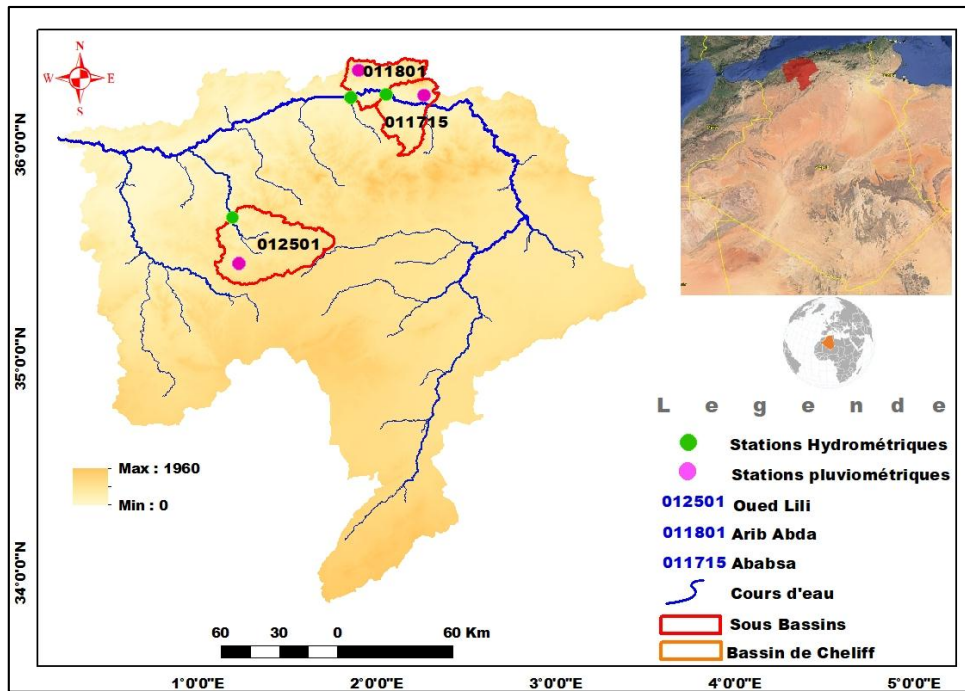 N
W E
S
011801
011715
012501
36°0'0"N
35°0'0"N
34°0'0"N
Max : 1960
Min : 0
60 30 0 60 Km
1°0'0"E 2°0'0"E 3°0'0"E 4°0'0"E 5°0'0"E
Legende
Stations Hydrométriques
Stations pluviométriques
012501 Oued Lili
011801 Arib Abda
011715 Ababsa
Cours d'eau
Sous Bassins
Bassin de Cheliff